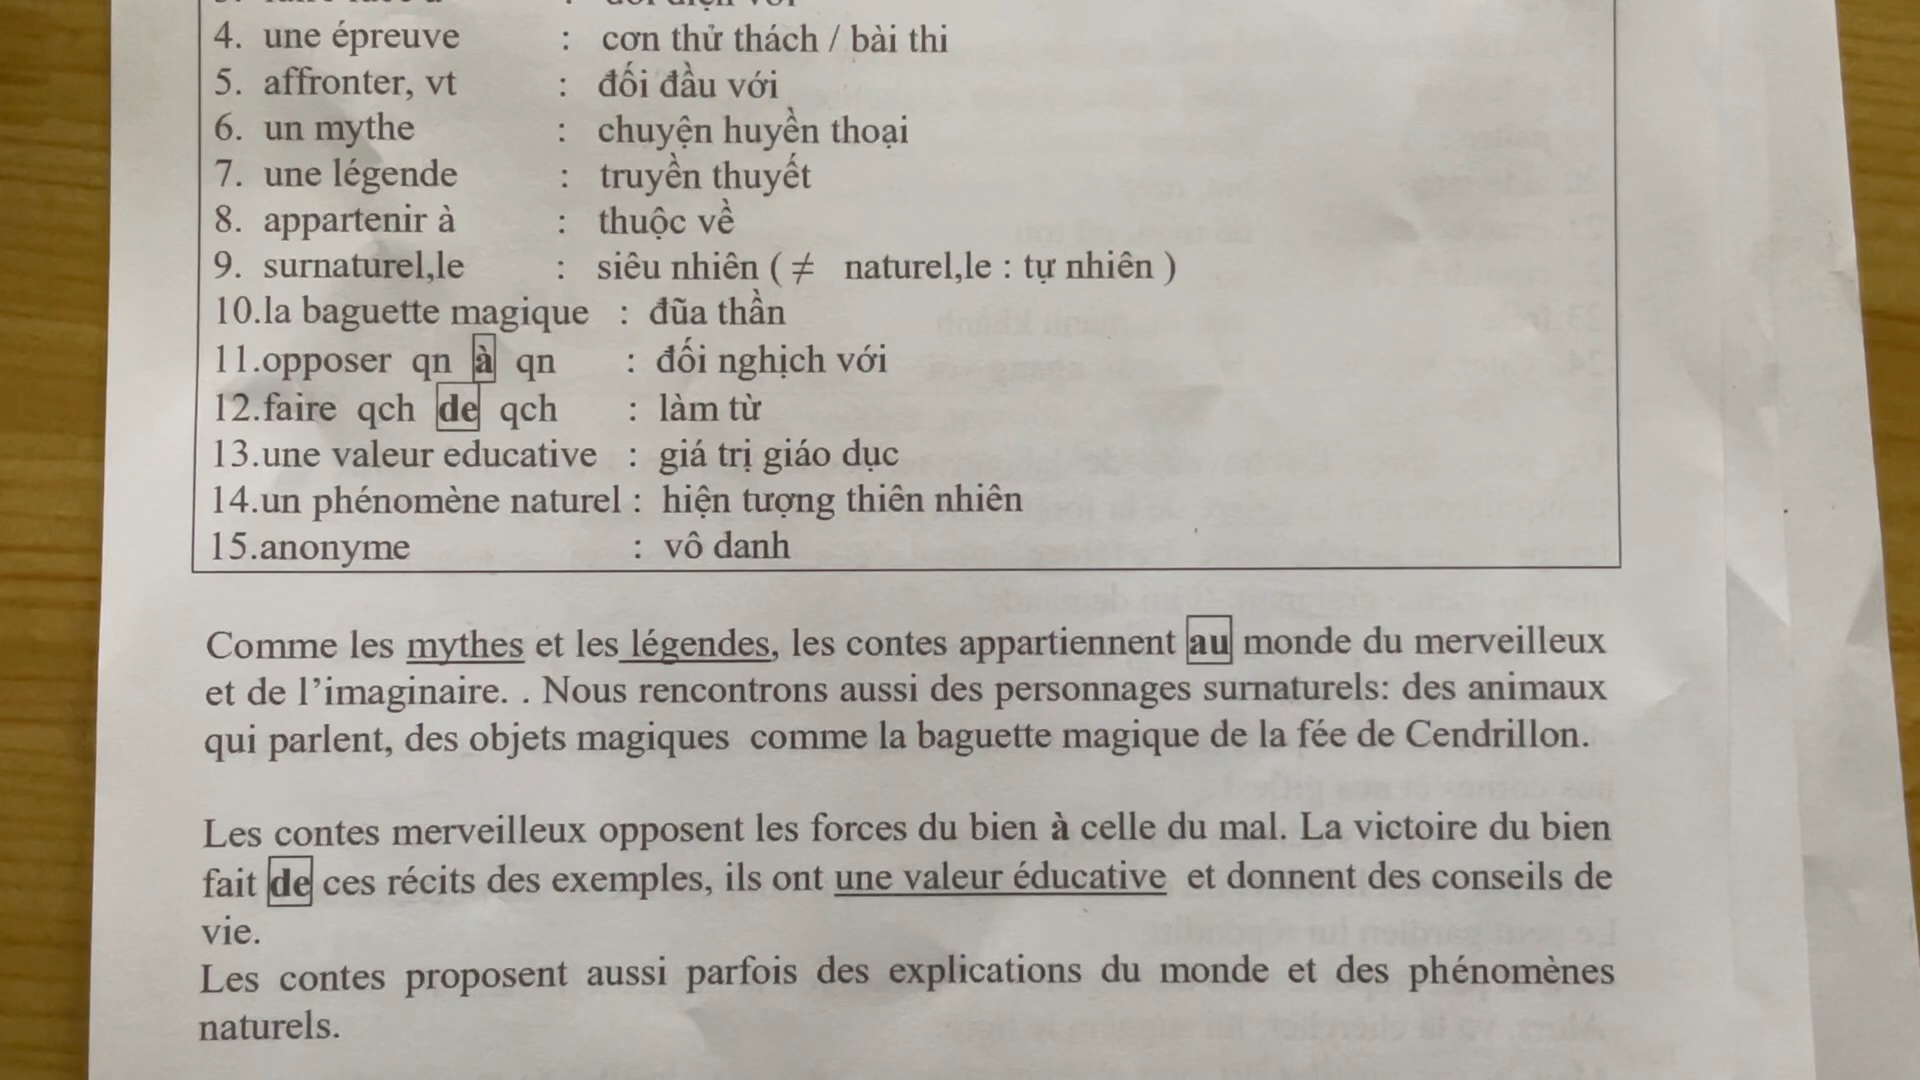 4. une épreuve : cơn thử thách / bài thi
5. affronter, vt : đối đầu với
6. un mythe : chuyện huyền thoại
7. une légende : truyền thuyết
8. appartenir à : thuộc về
9. surnaturel,le : siêu nhiên ( ≠ naturel,le : tự nhiên )
10.la baguette magique : đũa thần
11.opposer qn à qn : đối nghịch với
12.faire qch de qch : làm từ
13.une valeur educative : giá trị giáo dục
14.un phénomène naturel : hiện tượng thiên nhiên
15.anonyme : vô danh
Comme les mythes et les légendes, les contes appartiennent au monde du merveilleux
et de l’imaginaire. . Nous rencontrons aussi des personnages surnaturels: des animaux
qui parlent, des objets magiques comme la baguette magique de la fée de Cendrillon.
Les contes merveilleux opposent les forces du bien à celle du mal. La victoire du bien
fait de ces récits des exemples, ils ont une valeur éducative et donnent des conseils de
vie.
Les contes proposent aussi parfois des explications du monde et des phénomènes
naturels.